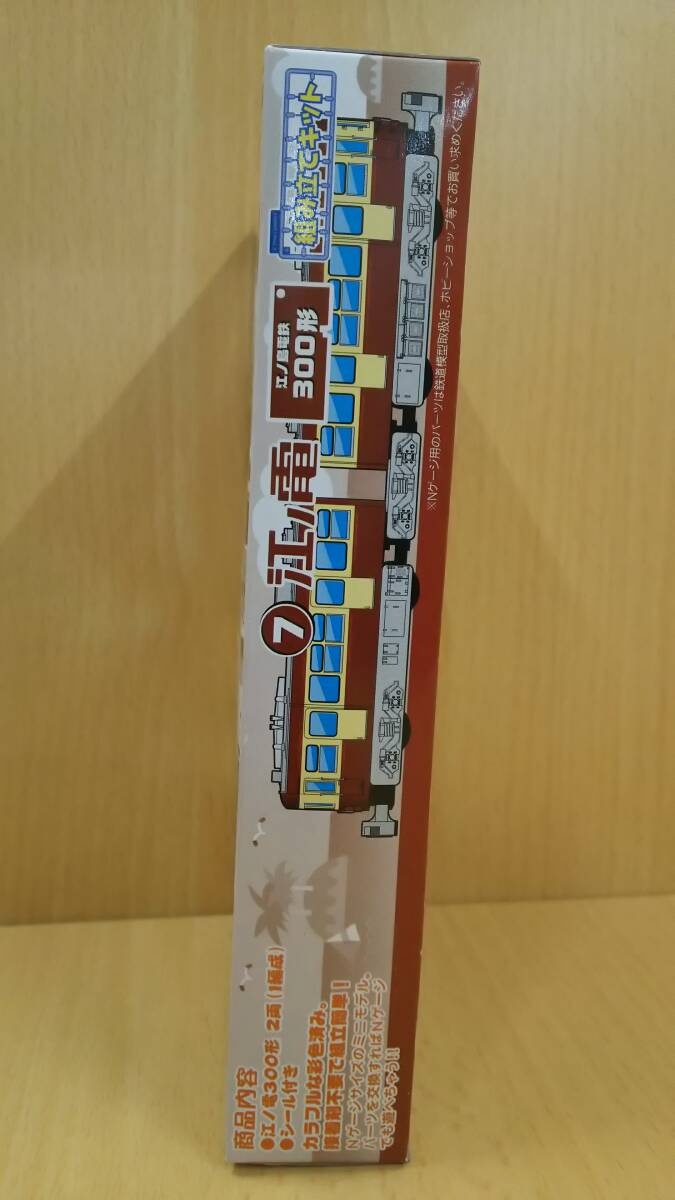 商品内容
●江ノ電300形 2両(1編成)
●シール付き
カラフルな彩色済み。
接着剤不要で組立簡単!
Nゲージサイズのミニモデル。
パーツを交換すればNゲージ
でも遊べちゃう!!
7 江ノ電
江ノ島電鉄
300形
組み立てキット
※Nゲージ用のパーツは鉄道模型取扱店、ホビーショップ等でお買い求めください。